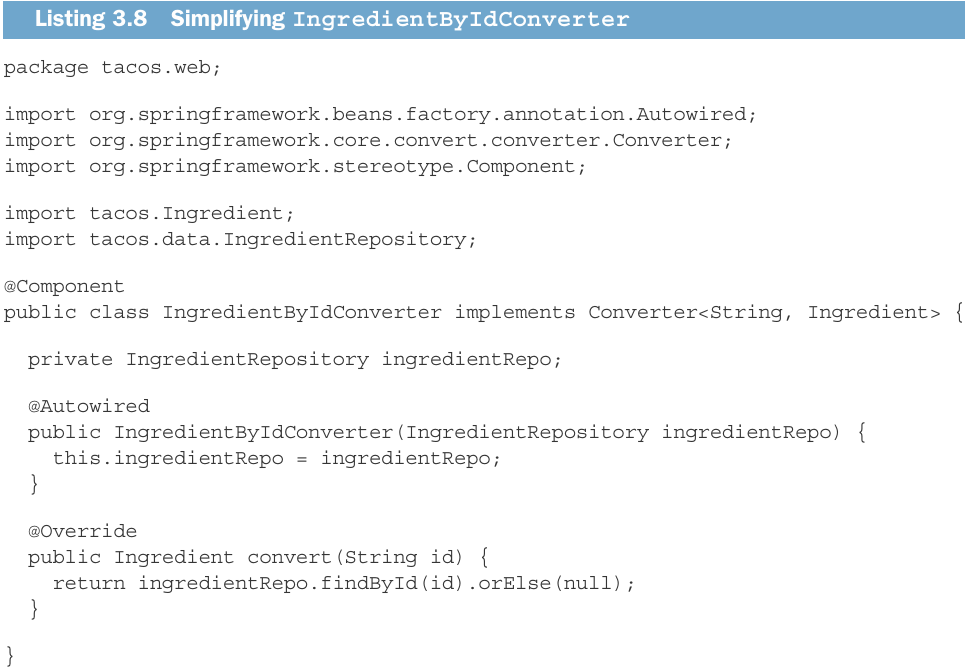 Listing 3.8 Simplifying IngredientByIdConverter
package tacos.web;
import org.springframework.beans.factory.annotation.Autowired;
import org.springframework.core.convert.converter.Converter;
import org.springframework.stereotype.Component;
import tacos.Ingredient;
import tacos.data.IngredientRepository;
@Component
public class IngredientByIdConverter implements Converter<String, Ingredient> {
private IngredientRepository ingredientRepo;
@Autowired
public IngredientByIdConverter(IngredientRepository ingredientRepo) {
this.ingredientRepo = ingredientRepo;
}
@Override
public Ingredient convert(String id) {
return ingredientRepo.findById(id).orElse(null);
}
}